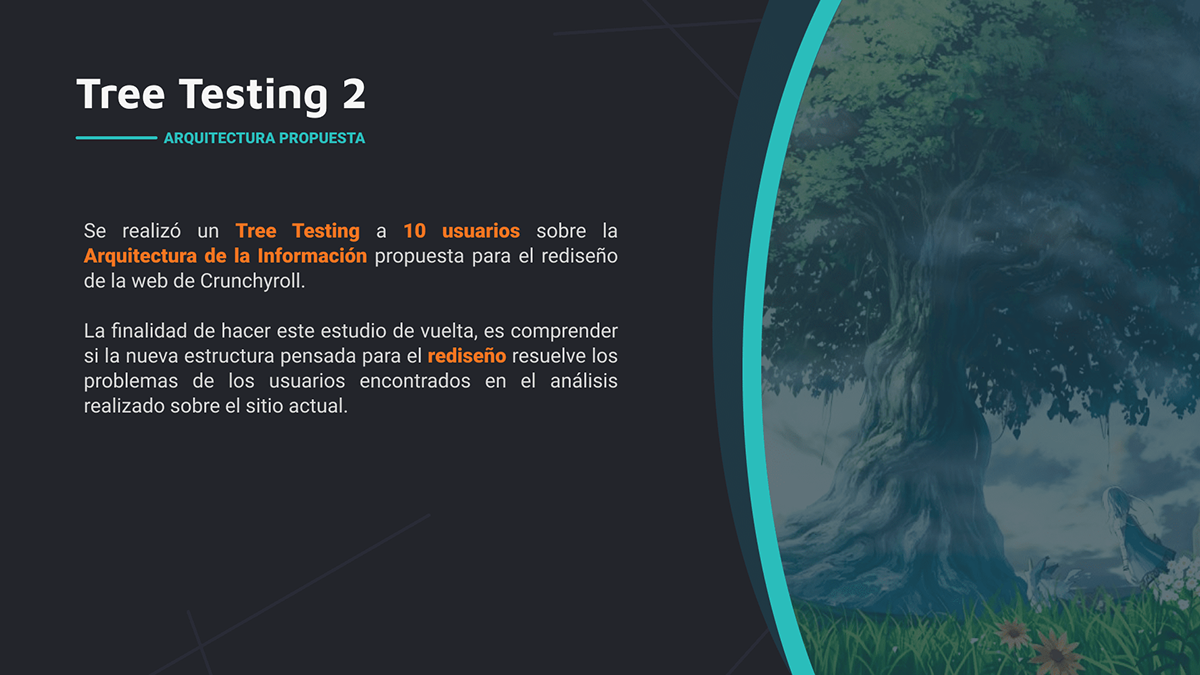 Tree Testing 2
ARQUITECTURA PROPUESTA
Se realizó un Tree Testing a 10 usuarios sobre la
Arquitectura de la Información propuesta para el rediseño
de la web de Crunchyroll.
La finalidad de hacer este estudio de vuelta, es comprender
si la nueva estructura pensada para el rediseño resuelve los
problemas de los usuarios encontrados en el análisis
realizado sobre el sitio actual.